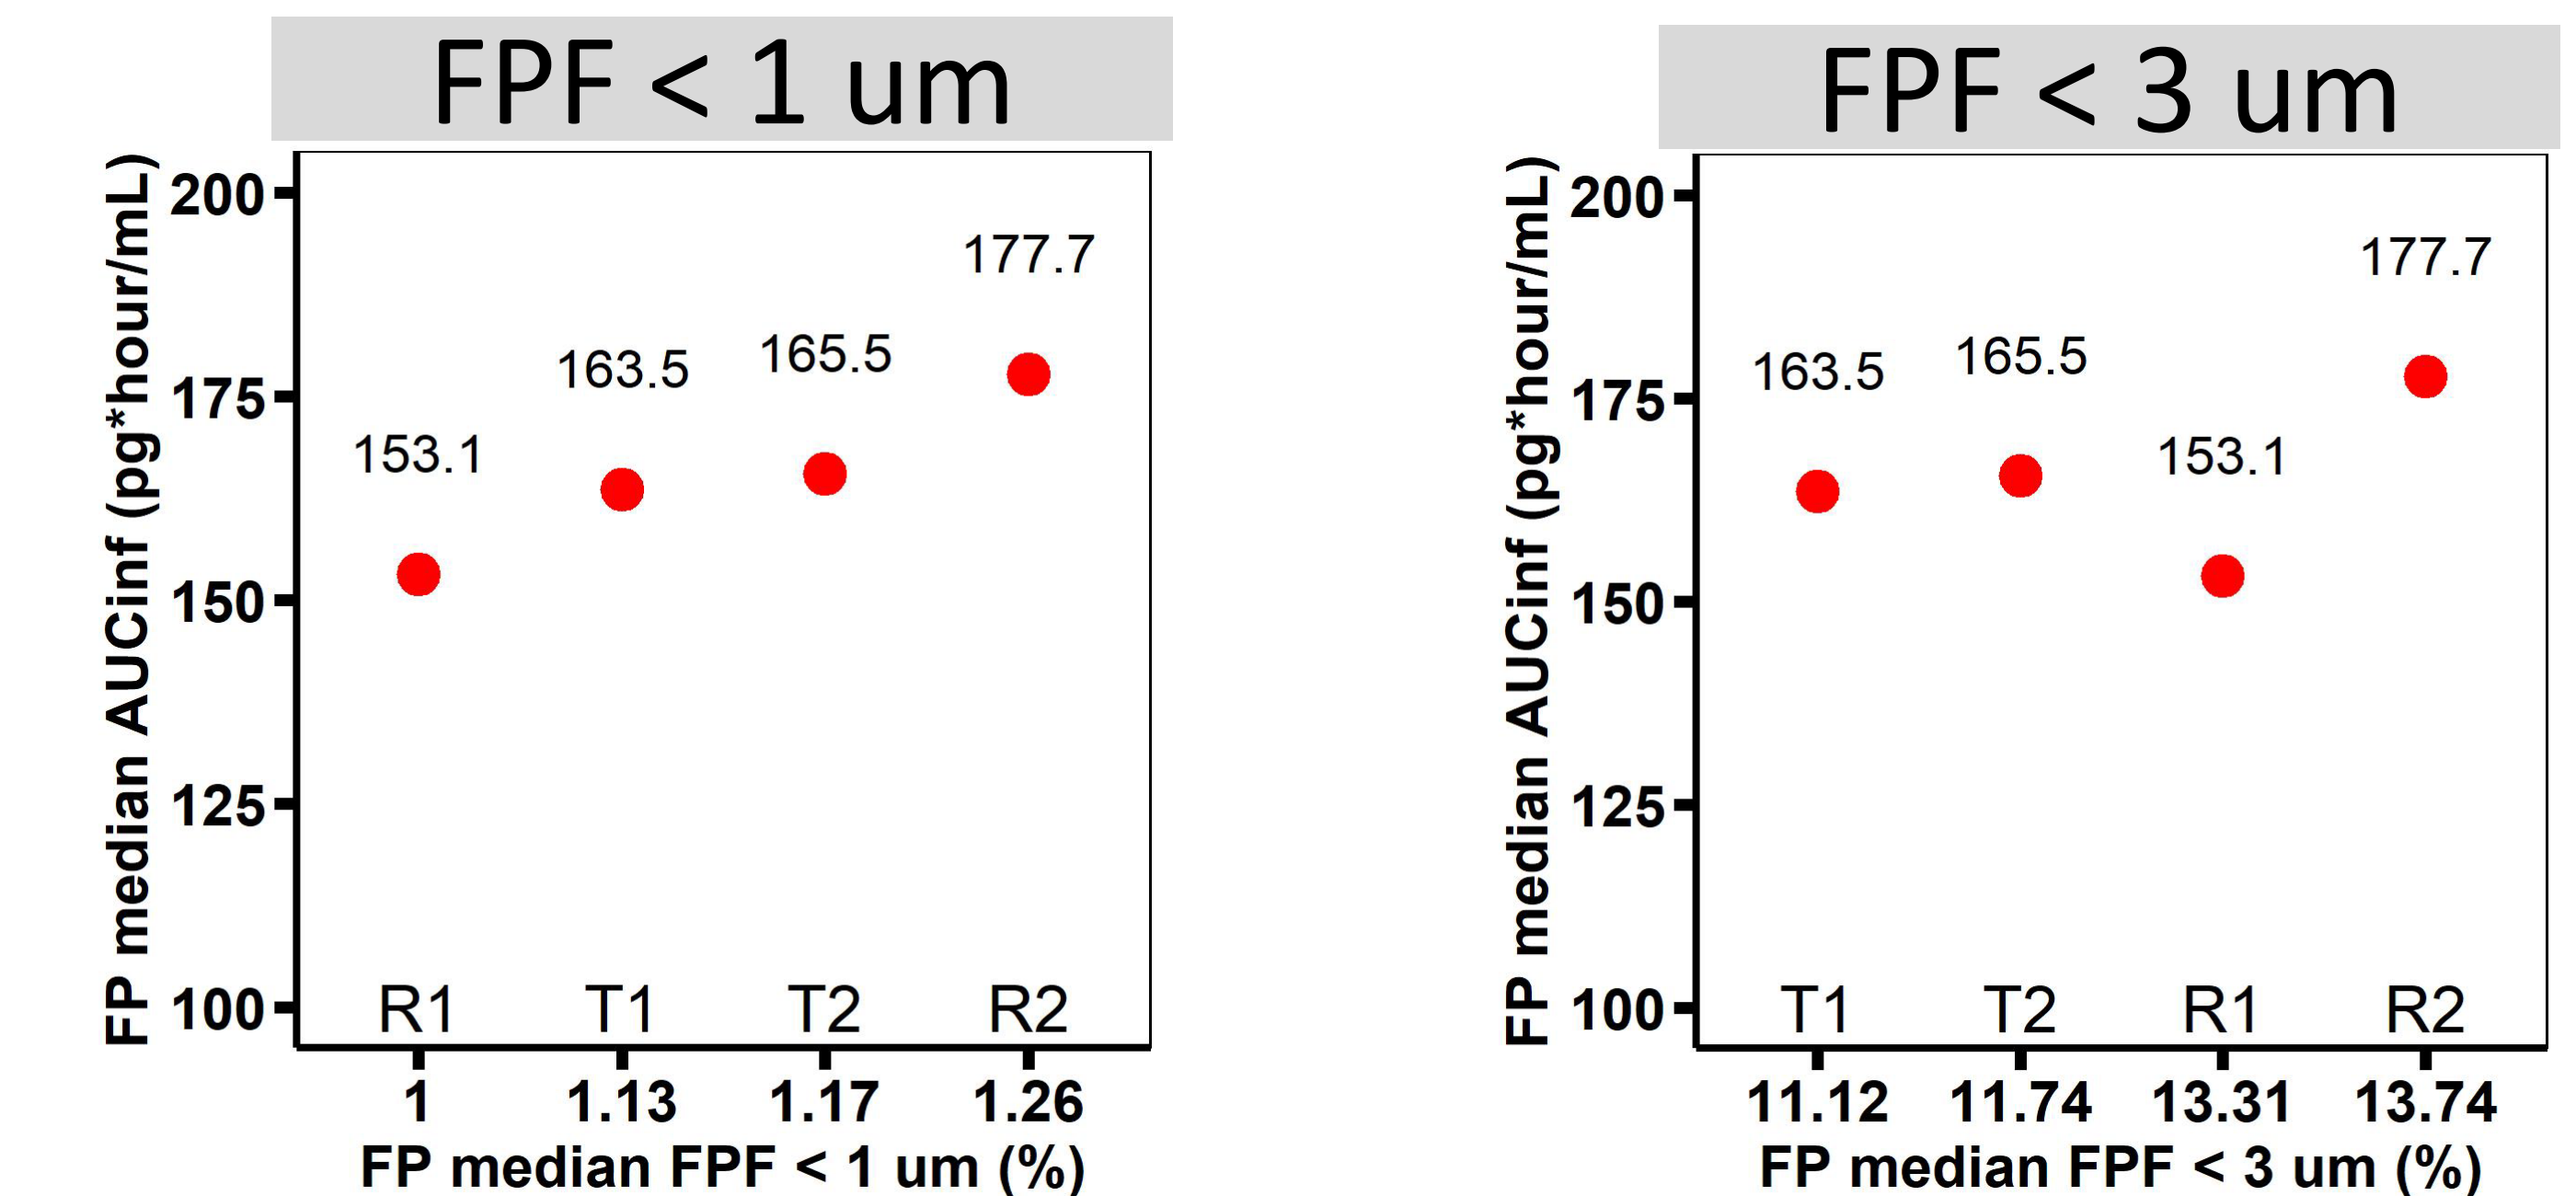 FPF < 1 um
FP median AUCinf (pg*hour/mL)
200
175
150
125
100
153.1
163.5
165.5
177.7
R1 T1 T2 R2
1 1.13 1.17 1.26
FP median FPF < 1 um (%)
FPF < 3 um
FP median AUCinf (pg*hour/mL)
200
175
150
125
100
163.5
165.5
153.1
177.7
T1 T2 R1 R2
11.12 11.74 13.31 13.74
FP median FPF < 3 um (%)